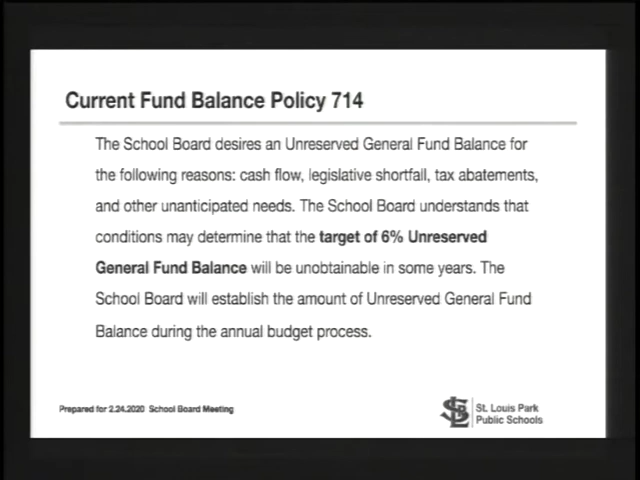 Current Fund Balance Policy 714
The School Board desires an Unreserved General Fund Balance for
the following reasons: cash flow, legislative shortfall, tax abatements,
and other unanticipated needs. The School Board understands that
conditions may determine that the target of 6% Unreserved
General Fund Balance will be unobtainable in some years. The
School Board will establish the amount of Unreserved General Fund
Balance during the annual budget process.
Prepared for 2.24.2020 School Board Meeting
St. Louis Park
Public Schools